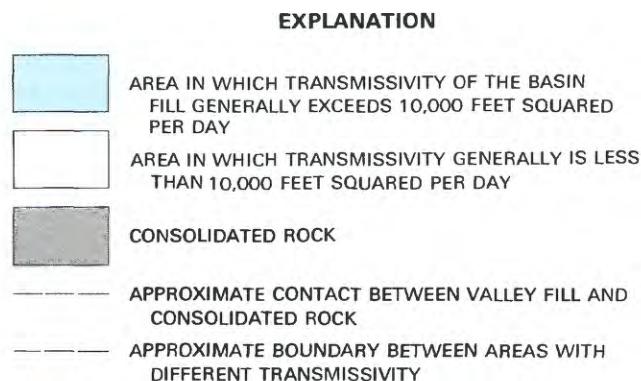 EXPLANATION
AREA IN WHICH TRANSMISSIVITY OF THE BASIN
FILL GENERALLY EXCEEDS 10,000 FEET SQUARED
PER DAY
AREA IN WHICH TRANSMISSIVITY GENERALLY IS LESS
THAN 10,000 FEET SQUARED PER DAY
CONSOLIDATED ROCK
APPROXIMATE CONTACT BETWEEN VALLEY FILL AND
CONSOLIDATED ROCK
APPROXIMATE BOUNDARY BETWEEN AREAS WITH
DIFFERENT TRANSMISSIVITY